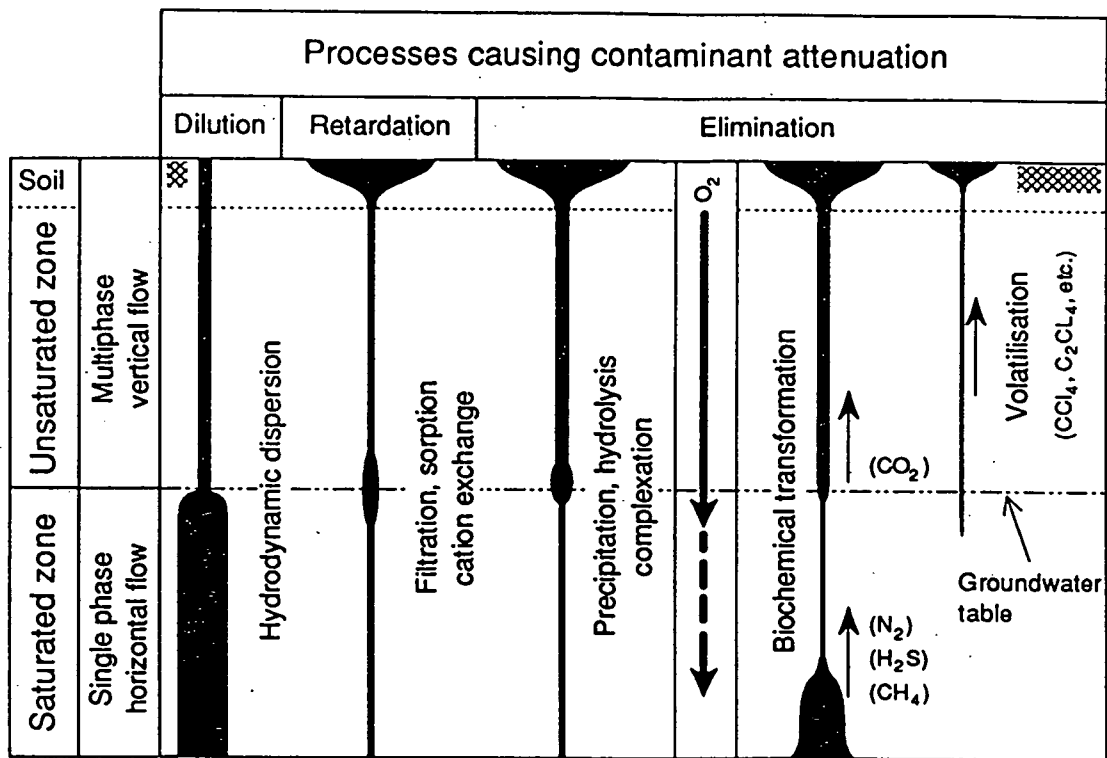 Processes causing contaminant attenuation
Dilution
Retardation
Elimination
Soil
Unsaturated zone
Multiphase
vertical flow
Saturated zone
Single phase
horizontal flow
Hydrodynamic dispersion
Filtration, sorption
cation exchange
Precipitation, hydrolysis
complexation
O₂
Biochemical transformation
(CO₂)
(N₂)
(H₂S)
(CH₄)
Volatilisation
(CCl₄, C₂CL₄, etc.)
Groundwater
table